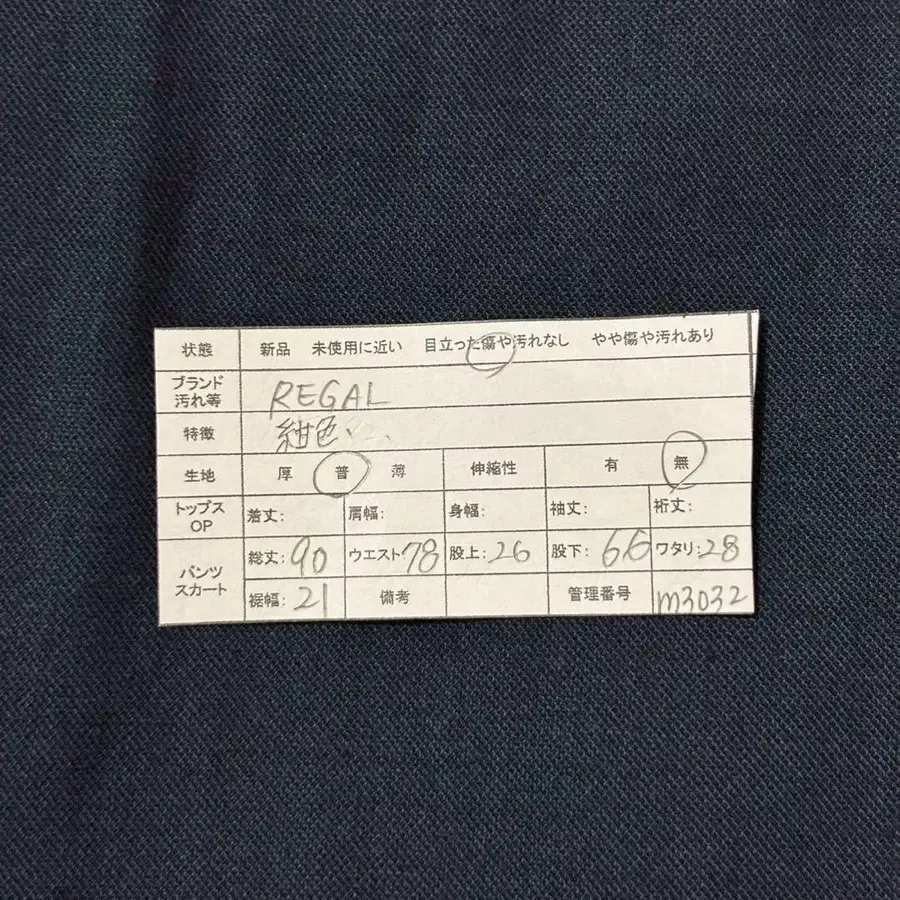 状態 新品 未使用に近い 目立った傷や汚れなし やや傷や汚れあり
ブランド 汚れ等 REGAL
特徴 紺色
生地 厚 普 薄 伸縮性 有 無
トップス OP 着丈: 肩幅: 身幅: 袖丈: 裄丈:
パンツ スカート 総丈: 90 ウエスト 78 股上: 26 股下: 66 ワタリ: 28
裾幅: 21 備考 管理番号 m3032